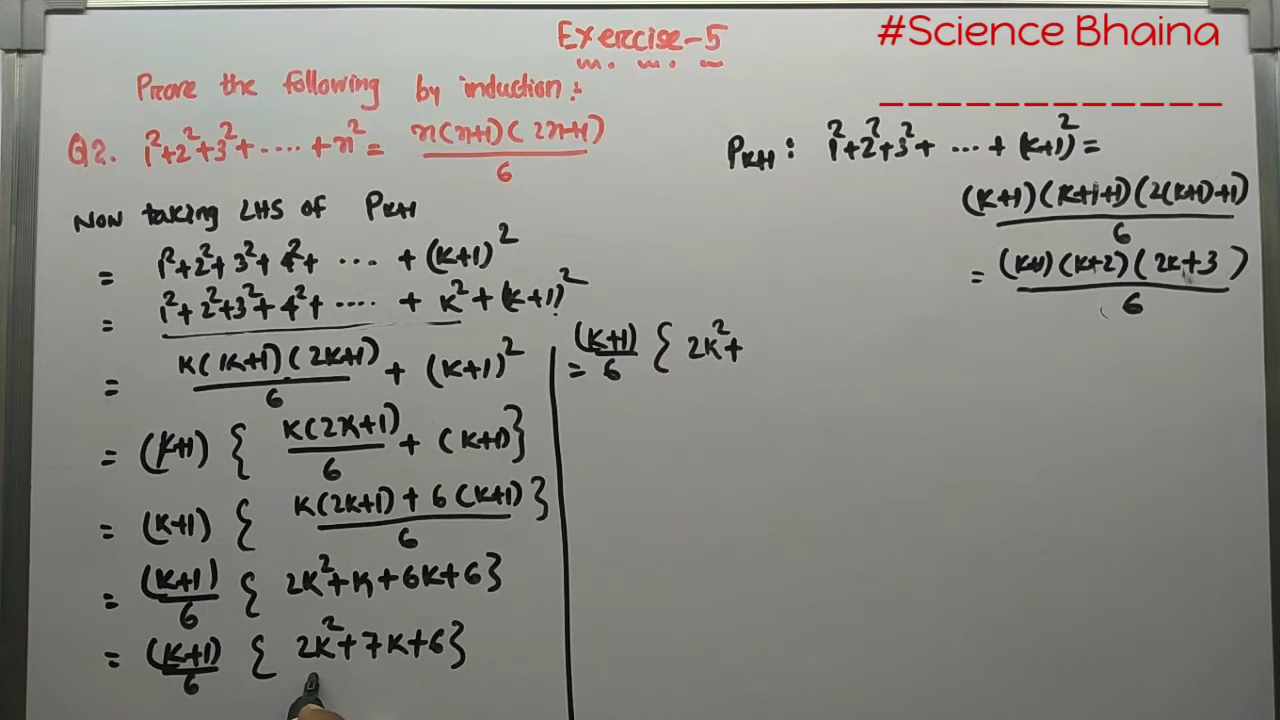 #Science Bhaina
Exercise-5
Prove the following by induction:
Q2. 1²+2²+3²+....+n² = n(n+1)(2n+1)/6
Now taking LHS of Pk+1
= 1²+2²+3²+4²+ .... +(k+1)²
= 1²+2²+3²+4²+ .... + k²+(k+1)²
= k(k+1)(2k+1)/6 + (k+1)²
= (k+1) { k(2k+1)/6 + (k+1)}
= (k+1) { k(2k+1) + 6(k+1)/6 }
= (k+1)/6 { 2k²+k+6k+6}
= (k+1)/6 { 2k²+7k+6}
= (k+1)/6 { 2k²+
Pk+1 : 1²+2²+3²+ ...+(k+1)² =
(k+1)(k+1+1)(2(k+1)+1)/6
= (k+1)(k+2)(2k+3)/6